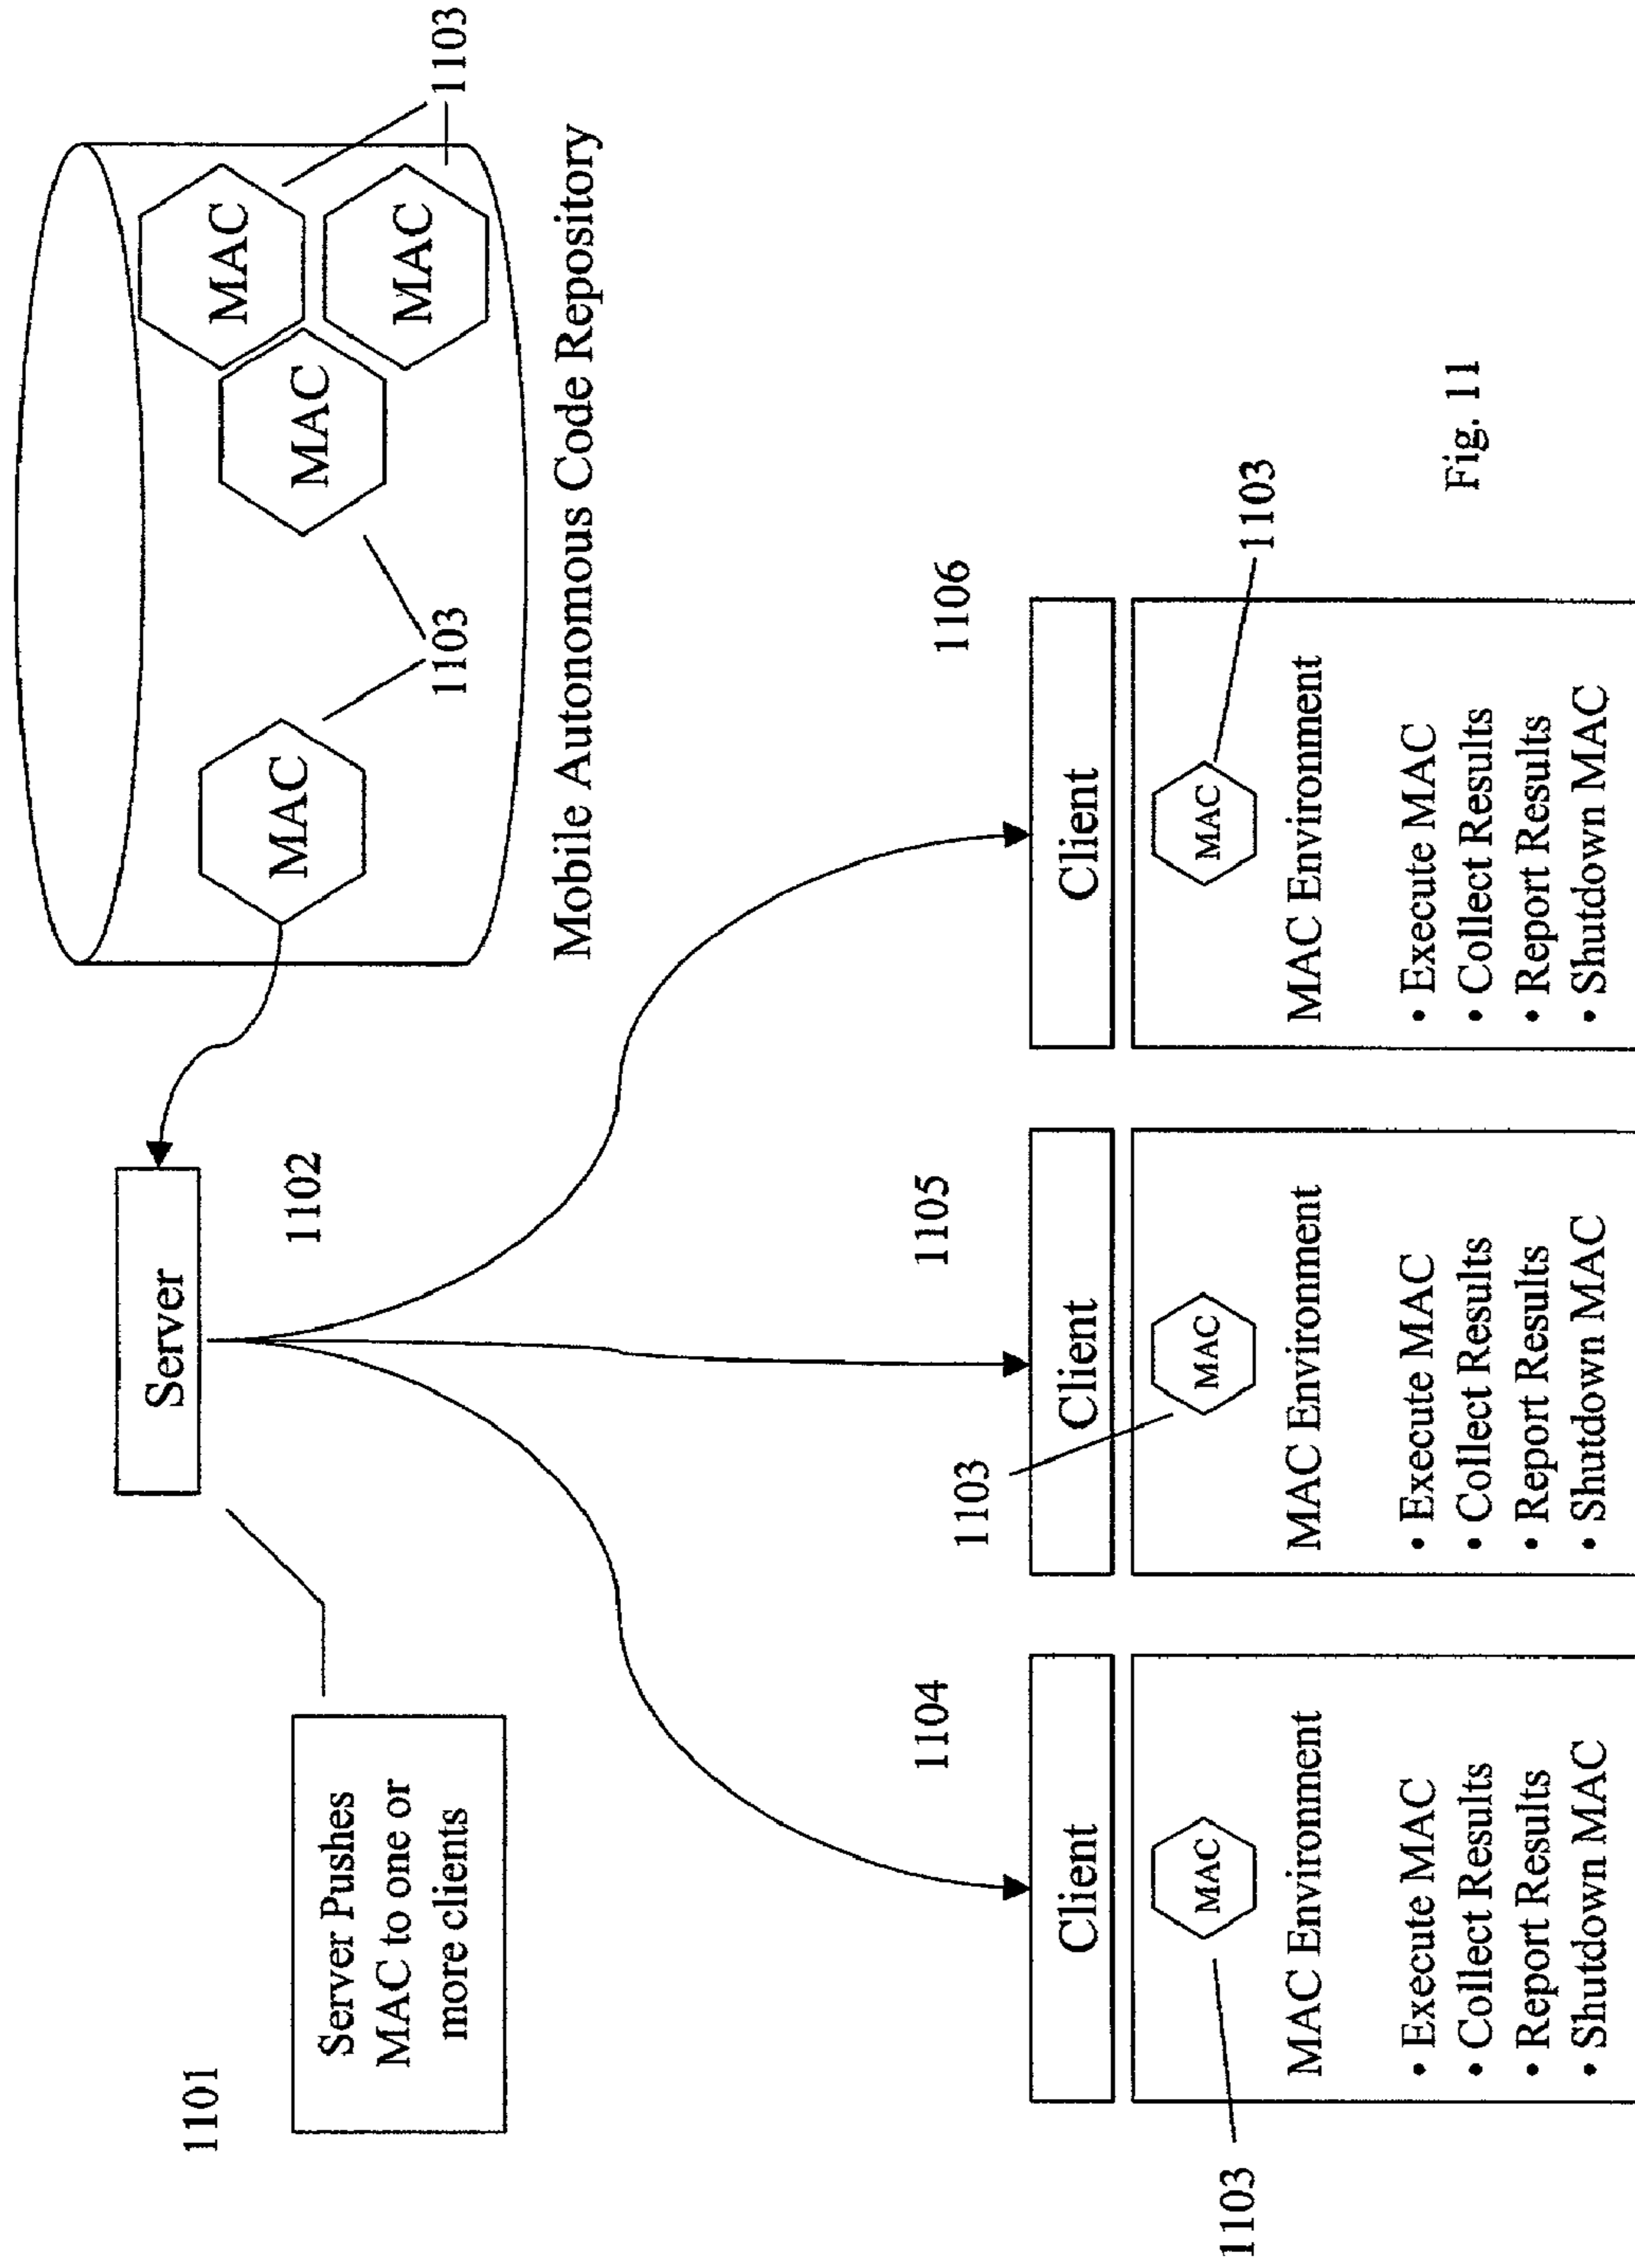 1101
Server Pushes
MAC to one or
more clients
Server
1102
MAC
MAC
MAC
MAC
1103
1103
Mobile Autonomous Code Repository
1104
1105
1106
Client
MAC
1103
MAC Environment
• Execute MAC
• Collect Results
• Report Results
• Shutdown MAC
Client
MAC
1103
MAC Environment
• Execute MAC
• Collect Results
• Report Results
• Shutdown MAC
Client
MAC
1103
MAC Environment
• Execute MAC
• Collect Results
• Report Results
• Shutdown MAC
Fig. 11